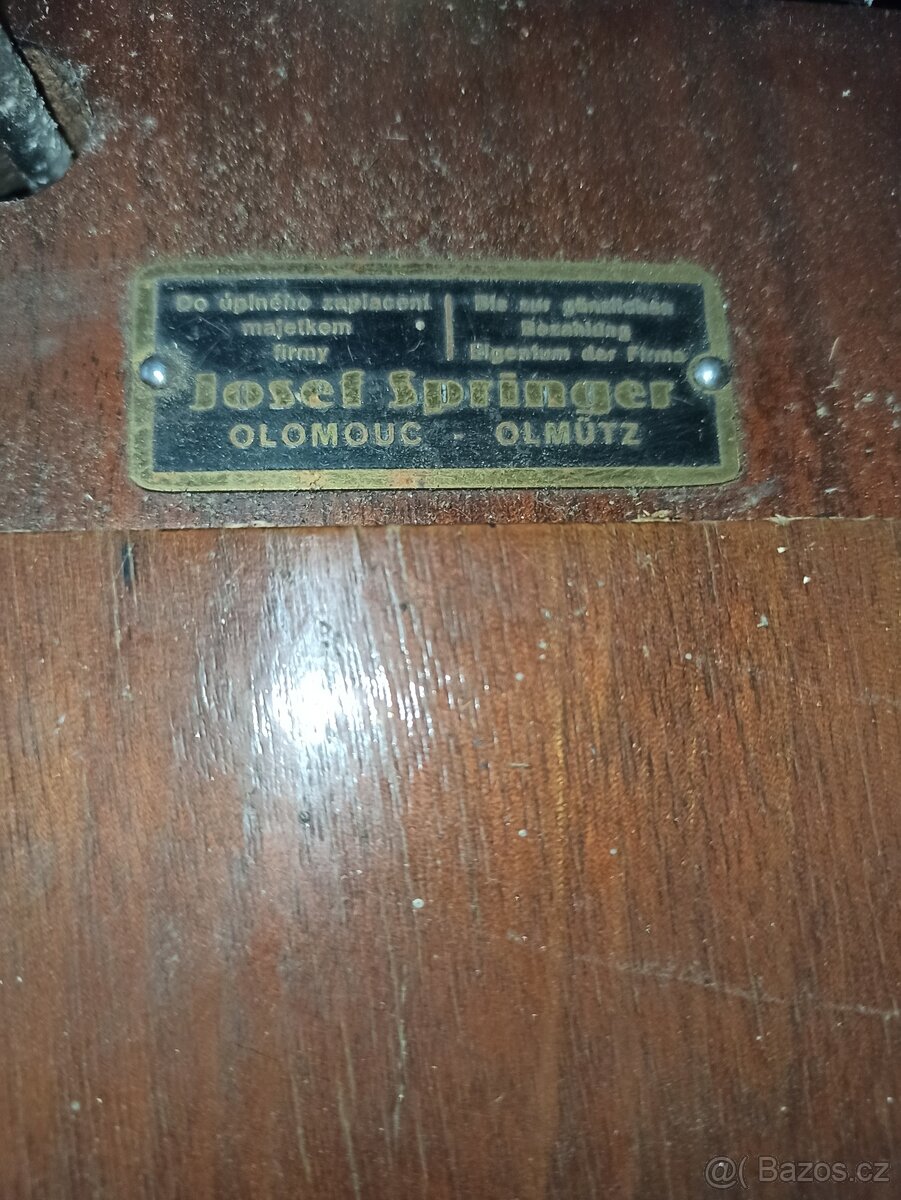 Do úplného zaplacení
majetkem
firmy
Bis zur gänzlichen
Bezahlung
Eigentum der Firma
Josef Springer
OLOMOUC - OLMÜTZ
@( Bazos.cz